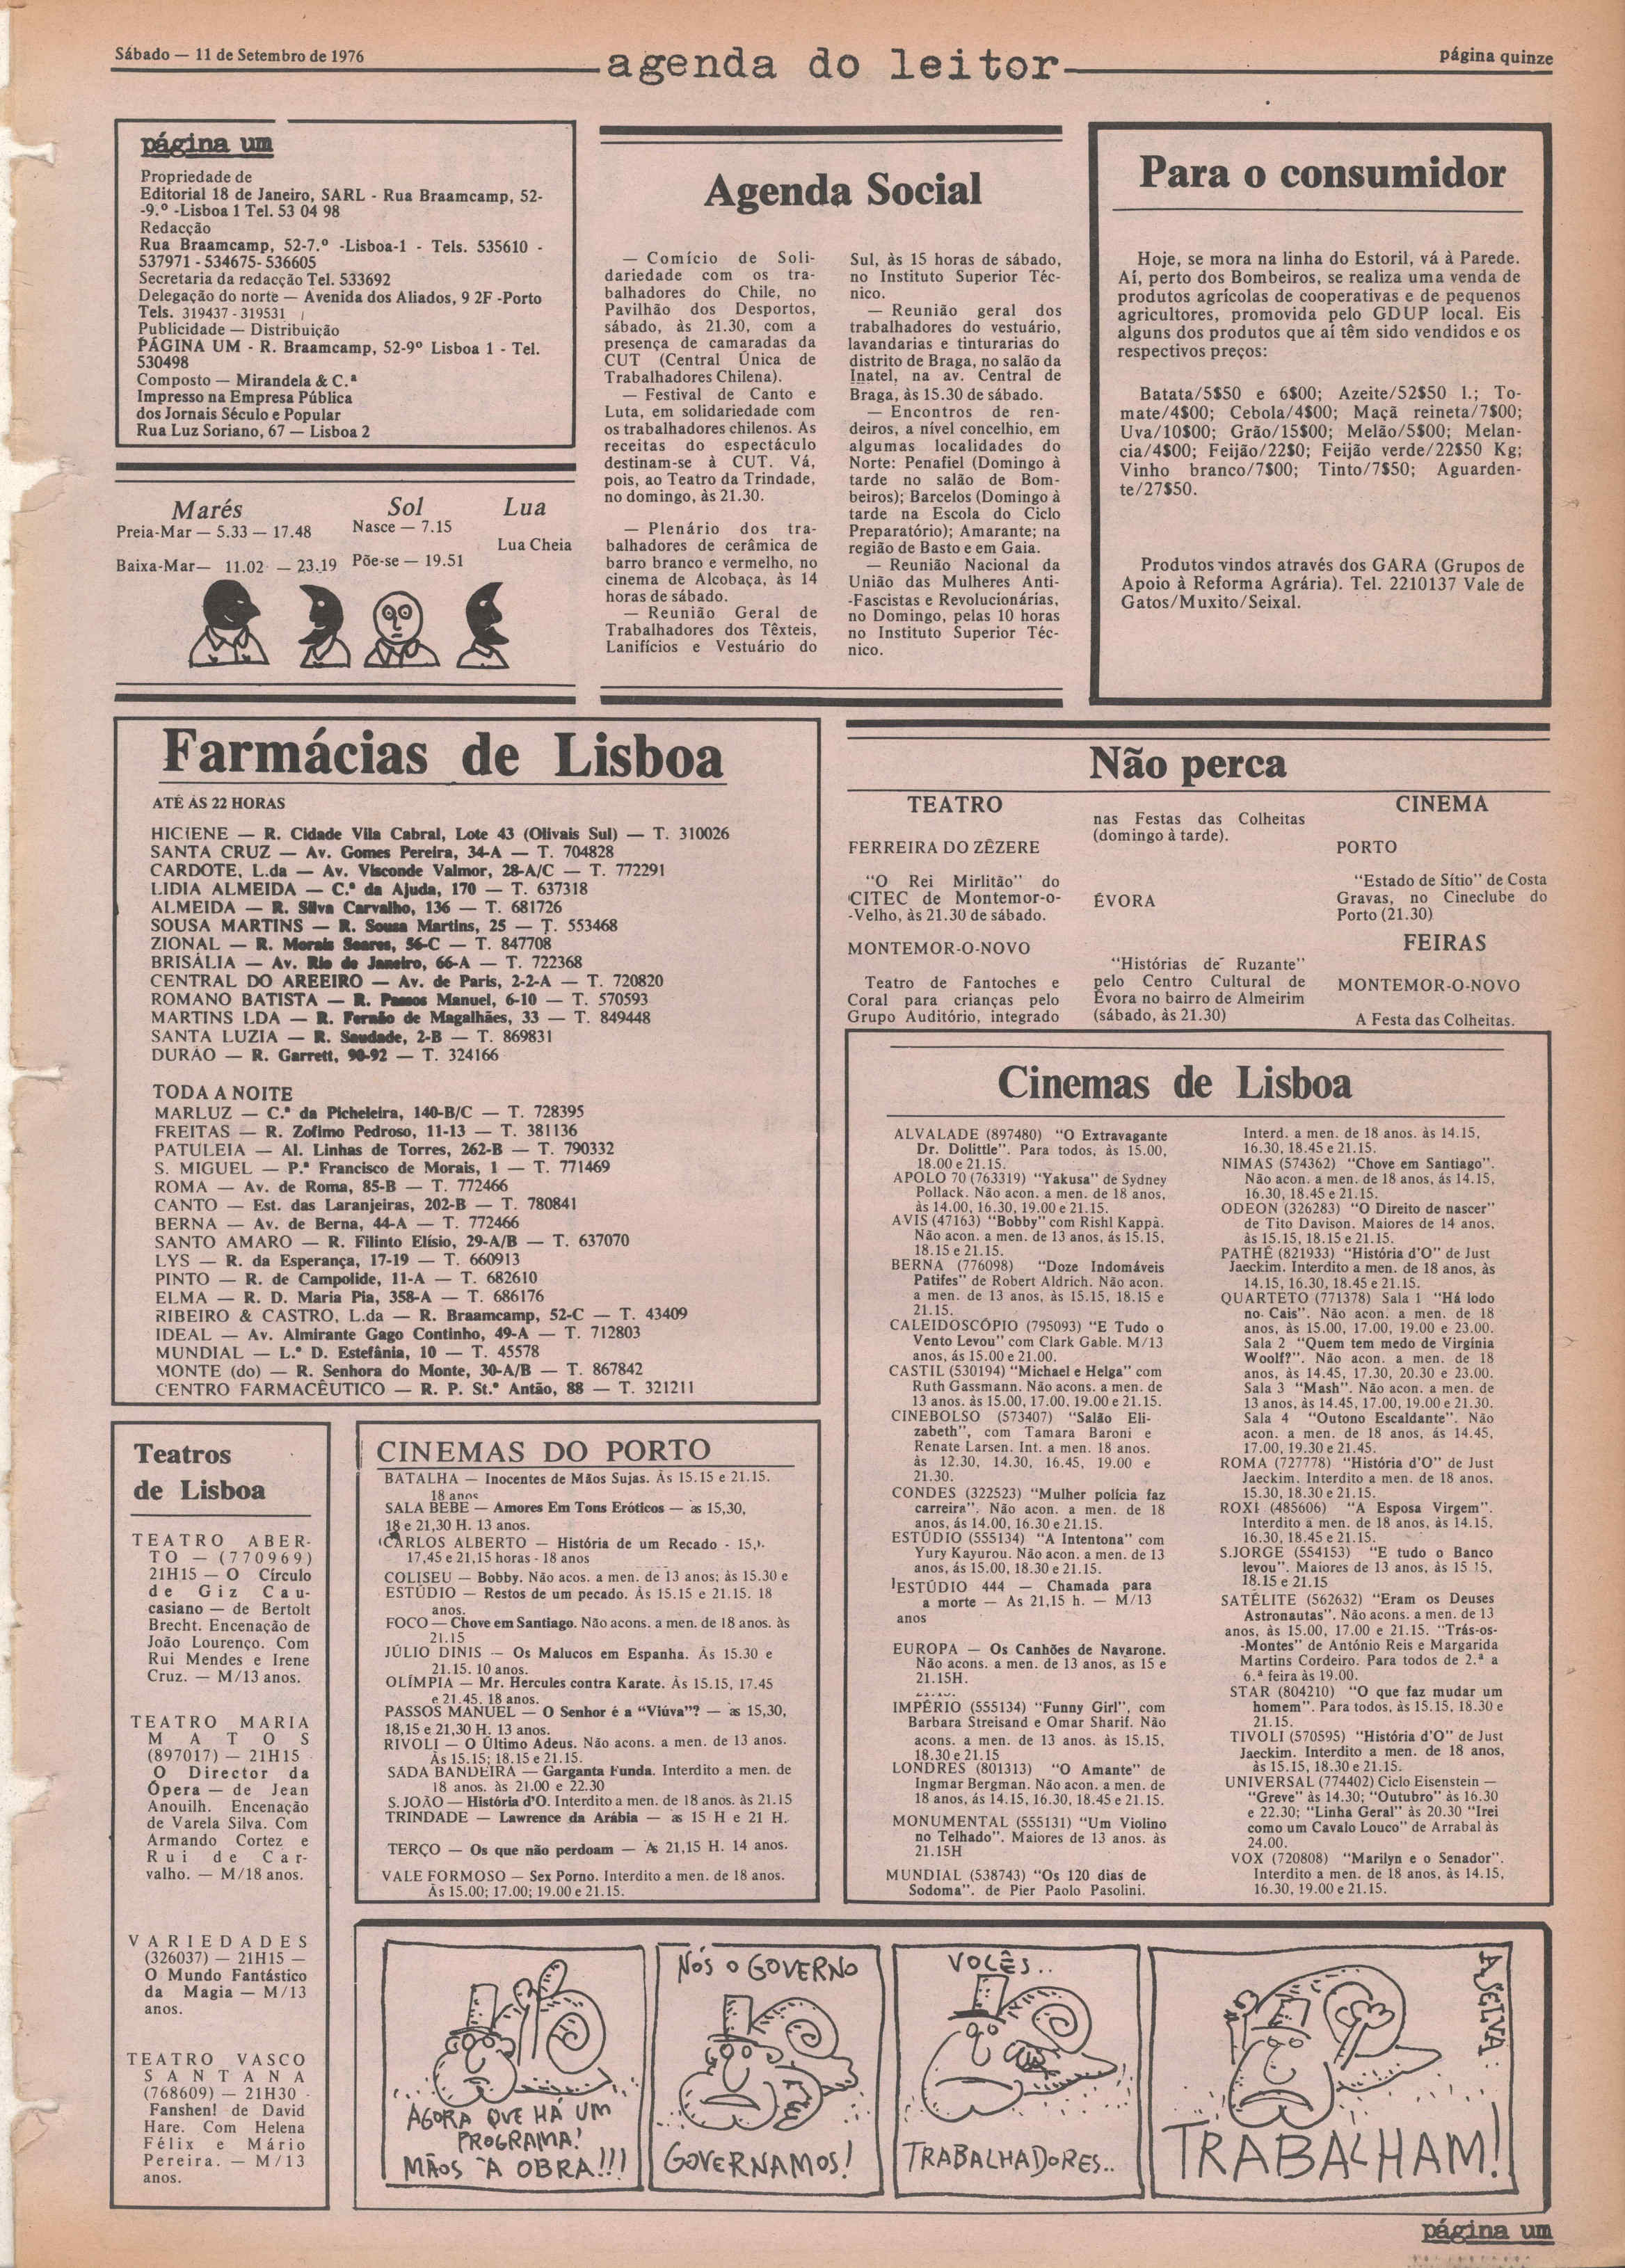 Sábado — 11 de Setembro de 1976
agenda do leitor
página quinze
página um
Propriedade de
Editorial 18 de Janeiro, SARL - Rua Braamcamp, 52-
-9.º -Lisboa 1 Tel. 53 04 98
Redacção
Rua Braamcamp, 52-7.º -Lisboa-1 - Tels. 535610 -
537971 - 534675- 536605
Secretaria da redacção Tel. 533692
Delegação do norte — Avenida dos Aliados, 9 2F -Porto
Tels. 319437 - 319531
Publicidade — Distribuição
PÁGINA UM - R. Braamcamp, 52-9º Lisboa 1 - Tel.
530498
Composto — Mirandela & C.ª
Impresso na Empresa Pública
dos Jornais Século e Popular
Rua Luz Soriano, 67 — Lisboa 2
Marés
Preia-Mar — 5.33 — 17.48
Baixa-Mar— 11.02 — 23.19
Sol
Nasce — 7.15
Põe-se — 19.51
Lua
Lua Cheia
Agenda Social
— Comício de Soli-
dariedade com os tra-
balhadores do Chile, no
Pavilhão dos Desportos,
sábado, às 21.30, com a
presença de camaradas da
CUT (Central Única de
Trabalhadores Chilena).
— Festival de Canto e
Luta, em solidariedade com
os trabalhadores chilenos. As
receitas do espectáculo
destinam-se à CUT. Vá,
pois, ao Teatro da Trindade,
no domingo, às 21.30.
— Plenário dos tra-
balhadores de cerâmica de
barro branco e vermelho, no
cinema de Alcobaça, às 14
horas de sábado.
— Reunião Geral de
Trabalhadores dos Têxteis,
Lanifícios e Vestuário do
Sul, às 15 horas de sábado,
no Instituto Superior Téc-
nico.
— Reunião geral dos
trabalhadores do vestuário,
lavandarias e tinturarias do
distrito de Braga, no salão da
Inatel, na av. Central de
Braga, às 15.30 de sábado.
— Encontros de ren-
deiros, a nível concelhio, em
algumas localidades do
Norte: Penafiel (Domingo à
tarde no salão de Bom-
beiros); Barcelos (Domingo à
tarde na Escola do Ciclo
Preparatório); Amarante; na
região de Basto e em Gaia.
— Reunião Nacional da
União das Mulheres Anti-
-Fascistas e Revolucionárias,
no Domingo, pelas 10 horas
no Instituto Superior Téc-
nico.
Para o consumidor
Hoje, se mora na linha do Estoril, vá à Parede.
Aí, perto dos Bombeiros, se realiza uma venda de
produtos agrícolas de cooperativas e de pequenos
agricultores, promovida pelo GDUP local. Eis
alguns dos produtos que aí têm sido vendidos e os
respectivos preços:
Batata/5$50 e 6$00; Azeite/52$50 l.; To-
mate/4$00; Cebola/4$00; Maçã reineta/7$00;
Uva/10$00; Grão/15$00; Melão/5$00; Melan-
cia/4$00; Feijão/22$0; Feijão verde/22$50 Kg;
Vinho branco/7$00; Tinto/7$50; Aguarden-
te/27$50.
Produtos vindos através dos GARA (Grupos de
Apoio à Reforma Agrária). Tel. 2210137 Vale de
Gatos/Muxito/Seixal.
Farmácias de Lisboa
ATÉ ÀS 22 HORAS
HICIENE — R. Cidade Vila Cabral, Lote 43 (Olivais Sul) — T. 310026
SANTA CRUZ — Av. Gomes Pereira, 34-A — T. 704828
CARDOTE, L.da — Av. Visconde Valmor, 28-A/C — T. 772291
LIDIA ALMEIDA — C.ª da Ajuda, 170 — T. 637318
ALMEIDA — R. Silva Carvalho, 136 — T. 681726
SOUSA MARTINS — R. Sousa Martins, 25 — T. 553468
ZIONAL — R. Morais Soares, 56-C — T. 847708
BRISÁLIA — Av. Rio de Janeiro, 66-A — T. 722368
CENTRAL DO AREEIRO — Av. de Paris, 2-2-A — T. 720820
ROMANO BATISTA — R. Passos Manuel, 6-10 — T. 570593
MARTINS LDA — R. Fernão de Magalhães, 33 — T. 849448
SANTA LUZIA — R. Saudade, 2-B — T. 869831
DURÃO — R. Garrett, 90-92 — T. 324166
TODA A NOITE
MARLUZ — C.ª da Picheleira, 140-B/C — T. 728395
FREITAS — R. Zofimo Pedroso, 11-13 — T. 381136
PATULEIA — Al. Linhas de Torres, 262-B — T. 790332
S. MIGUEL — P.ª Francisco de Morais, 1 — T. 771469
ROMA — Av. de Roma, 85-B — T. 772466
CANTO — Est. das Laranjeiras, 202-B — T. 780841
BERNA — Av. de Berna, 44-A — T. 772466
SANTO AMARO — R. Filinto Elísio, 29-A/B — T. 637070
LYS — R. da Esperança, 17-19 — T. 660913
PINTO — R. de Campolide, 11-A — T. 682610
ELMA — R. D. Maria Pia, 358-A — T. 686176
RIBEIRO & CASTRO, L.da — R. Braamcamp, 52-C — T. 43409
IDEAL — Av. Almirante Gago Continho, 49-A — T. 712803
MUNDIAL — L.ª D. Estefânia, 10 — T. 45578
MONTE (do) — R. Senhora do Monte, 30-A/B — T. 867842
CENTRO FARMACÊUTICO — R. P. St.º Antão, 88 — T. 321211
Não perca
TEATRO
FERREIRA DO ZÊZERE
“O Rei Mirlitão” do
CITEC de Montemor-o-
-Velho, às 21.30 de sábado.
MONTEMOR-O-NOVO
Teatro de Fantoches e
Coral para crianças pelo
Grupo Auditório, integrado
nas Festas das Colheitas
(domingo à tarde).
ÉVORA
“Histórias de Ruzante”
pelo Centro Cultural de
Évora no bairro de Almeirim
(sábado, às 21.30)
CINEMA
PORTO
“Estado de Sítio” de Costa
Gravas, no Cineclube do
Porto (21.30)
FEIRAS
MONTEMOR-O-NOVO
A Festa das Colheitas.
Cinemas de Lisboa
ALVALADE (897480) “O Extravagante
Dr. Dolittle”. Para todos, às 15.00,
18.00 e 21.15.
APOLO 70 (763319) “Yakusa” de Sydney
Pollack. Não acon. a men. de 18 anos,
às 14.00, 16.30, 19.00 e 21.15.
AVIS (47163) “Bobby” com Rishl Kappà.
Não acon. a men. de 13 anos, ás 15.15,
18.15 e 21.15.
BERNA (776098) “Doze Indomáveis
Patifes” de Robert Aldrich. Não acon.
a men. de 13 anos, às 15.15, 18.15 e
21.15.
CALEIDOSCÓPIO (795093) “E Tudo o
Vento Levou” com Clark Gable. M/13
anos, ás 15.00 e 21.00.
CASTIL (530194) “Michael e Helga” com
Ruth Gassmann. Não acons. a men. de
13 anos. às 15.00, 17.00, 19.00 e 21.15.
CINEBOLSO (573407) “Salão Eli-
zabeth”, com Tamara Baroni e
Renate Larsen. Int. a men. 18 anos.
às 12.30, 14.30, 16.45, 19.00 e
21.30.
CONDES (322523) “Mulher polícia faz
carreira”. Não acon. a men. de 18
anos, ás 14.00, 16.30 e 21.15.
ESTÚDIO (555134) “A Intentona” com
Yury Kayurou. Não acon. a men. de 13
anos, ás 15.00, 18.30 e 21.15.
ESTÚDIO 444 — Chamada para
a morte — As 21,15 h. — M/13
anos
EUROPA — Os Canhões de Navarone.
Não acons. a men. de 13 anos, as 15 e
21.15H.
IMPÉRIO (555134) “Funny Girl”, com
Barbara Streisand e Omar Sharif. Não
acons. a men. de 13 anos. às 15.15,
18.30 e 21.15
LONDRES (801313) “O Amante” de
Ingmar Bergman. Não acon. a men. de
18 anos, ás 14.15, 16.30, 18.45 e 21.15.
MONUMENTAL (555131) “Um Violino
no Telhado”. Maiores de 13 anos. às
21.15H
MUNDIAL (538743) “Os 120 dias de
Sodoma”. de Pier Paolo Pasolini.
Interd. a men. de 18 anos. às 14.15,
16.30, 18.45 e 21.15.
NIMAS (574362) “Chove em Santiago”.
Não acon. a men. de 18 anos, ás 14.15,
16.30, 18.45 e 21.15.
ODEON (326283) “O Direito de nascer”
de Tito Davison. Maiores de 14 anos,
às 15.15, 18.15 e 21.15.
PATHÉ (821933) “História d'O” de Just
Jaeckim. Interdito a men. de 18 anos, às
14.15, 16.30, 18.45 e 21.15.
QUARTETO (771378) Sala 1 “Há lodo
no Cais”. Não acon. a men. de 18
anos, às 15.00, 17.00, 19.00 e 23.00.
Sala 2 “Quem tem medo de Virgínia
Woolf?”. Não acon. a men. de 18
anos, às 14.45, 17.30, 20.30 e 23.00.
Sala 3 “Mash”. Não acon. a men. de
13 anos, às 14.45, 17.00, 19.00 e 21.30.
Sala 4 “Outono Escaldante”. Não
acon. a men. de 18 anos, ás 14.45,
17.00, 19.30 e 21.45.
ROMA (727778) “História d'O” de Just
Jaeckim. Interdito a men. de 18 anos,
15.30, 18.30 e 21.15.
ROXI (485606) “A Esposa Virgem”.
Interdito a men. de 18 anos, às 14.15,
16.30, 18.45 e 21.15.
S.JORGE (554153) “E tudo o Banco
levou”. Maiores de 13 anos, às 15 15,
18.15 e 21.15
SATÉLITE (562632) “Eram os Deuses
Astronautas”. Não acons. a men. de 13
anos, às 15.00, 17.00 e 21.15. “Trás-os-
-Montes” de António Reis e Margarida
Martins Cordeiro. Para todos de 2.ª a
6.ª feira às 19.00.
STAR (804210) “O que faz mudar um
homem”. Para todos, às 15.15, 18.30 e
21.15.
TIVOLI (570595) “História d'O” de Just
Jaeckim. Interdito a men. de 18 anos,
às 15.15, 18.30 e 21.15.
UNIVERSAL (774402) Ciclo Eisenstein —
“Greve” às 14.30; “Outubro” às 16.30
e 22.30; “Linha Geral” às 20.30 “Irei
como um Cavalo Louco” de Arrabal às
24.00.
VOX (720808) “Marilyn e o Senador”.
Interdito a men. de 18 anos, às 14.15,
16.30, 19.00 e 21.15.
Teatros
de Lisboa
TEATRO ABER-
TO — (770969)
21H15 — O Círculo
de Giz Cau-
casiano — de Bertolt
Brecht. Encenação de
João Lourenço. Com
Rui Mendes e Irene
Cruz. — M/13 anos.
TEATRO MARIA
MATOS
(897017) — 21H15
O Director da
Ópera — de Jean
Anouilh. Encenação
de Varela Silva. Com
Armando Cortez e
Rui de Car-
valho. — M/18 anos.
VARIEDADES
(326037) — 21H15 —
O Mundo Fantástico
da Magia — M/13
anos.
TEATRO VASCO
SANTANA
(768609) — 21H30 -
Fanshen! de David
Hare. Com Helena
Félix e Mário
Pereira. — M/13
anos.
CINEMAS DO PORTO
BATALHA — Inocentes de Mãos Sujas. Às 15.15 e 21.15.
18 anos
SALA BEBE — Amores Em Tons Eróticos — às 15,30,
18 e 21,30 H. 13 anos.
CARLOS ALBERTO — História de um Recado - 15,
17,45 e 21,15 horas - 18 anos
COLISEU — Bobby. Não acos. a men. de 13 anos; às 15.30 e
ESTÚDIO — Restos de um pecado. Às 15.15 e 21.15. 18
anos.
FOCO — Chove em Santiago. Não acons. a men. de 18 anos. às
21.15
JÚLIO DINIS — Os Malucos em Espanha. Às 15.30 e
21.15. 10 anos.
OLÍMPIA — Mr. Hercules contra Karate. Às 15.15, 17.45
e 21.45. 18 anos.
PASSOS MANUEL — O Senhor é a “Viúva”? — às 15,30,
18,15 e 21,30 H. 13 anos.
RIVOLI — O Último Adeus. Não acons. a men. de 13 anos.
Às 15.15; 18.15 e 21.15.
SÁDA BANDEIRA — Garganta Funda. Interdito a men. de
18 anos. às 21.00 e 22.30
S. JOÃO — História d'O. Interdito a men. de 18 anos. às 21.15
TRINDADE — Lawrence da Arábia — às 15 H e 21 H.
TERÇO — Os que não perdoam — Às 21,15 H. 14 anos.
VALE FORMOSO — Sex Porno. Interdito a men. de 18 anos.
Às 15.00; 17.00; 19.00 e 21.15.
AGORA QUE HÁ UM
PROGRAMA!
MÃOS À OBRA!!!
NÓS O GOVERNO
GOVERNAMOS!
VOCÊS..
TRABALHADORES..
A SELVA
TRABALHAM!
página um